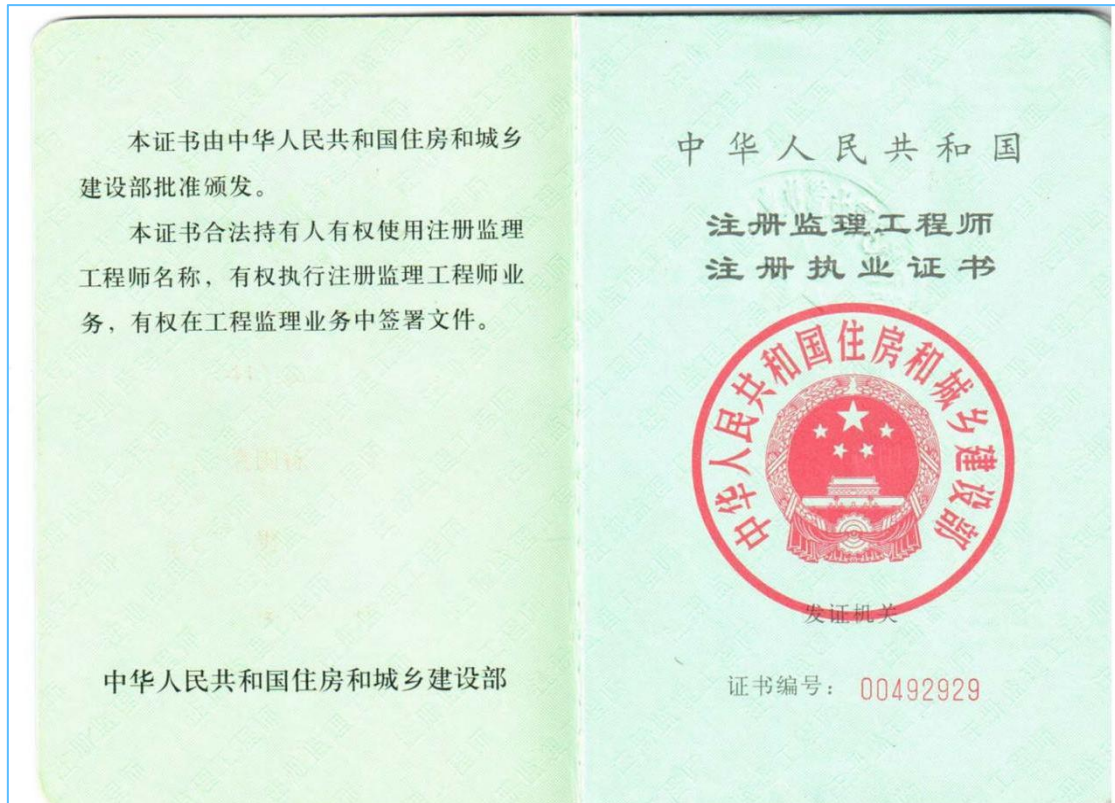 本证书由中华人民共和国住房和城乡
建设部批准颁发。
本证书合法持有人有权使用注册监理
工程师名称，有权执行注册监理工程师业
务，有权在工程监理业务中签署文件。
中华人民共和国住房和城乡建设部
中华人民共和国
注册监理工程师
注册执业证书
中华人民共和国住房和城乡建设部
发证机关
证书编号：00492929